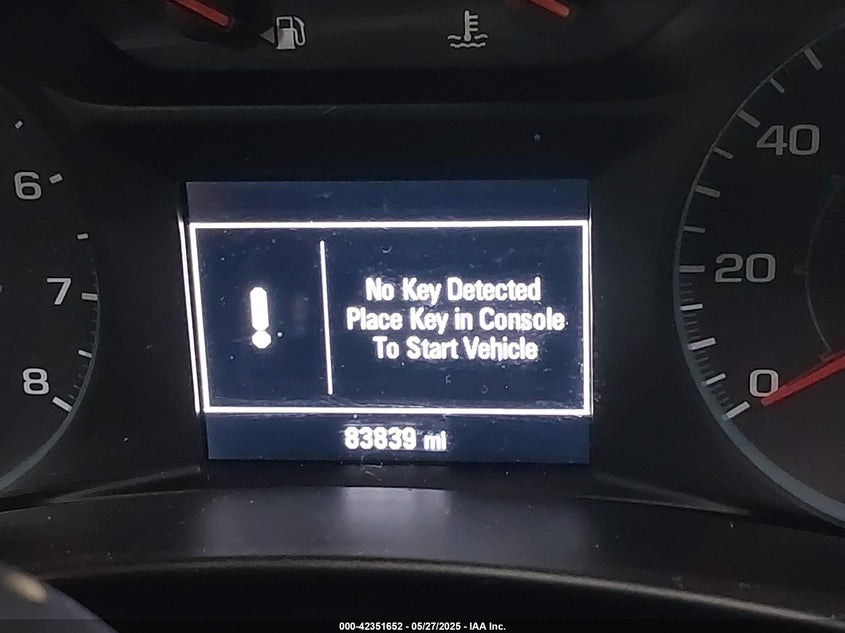 6
7
8
No Key Detected
Place Key in Console
To Start Vehicle
83839 mi
40
20
0
000-42351652 - 05/27/2025 - IAA Inc.